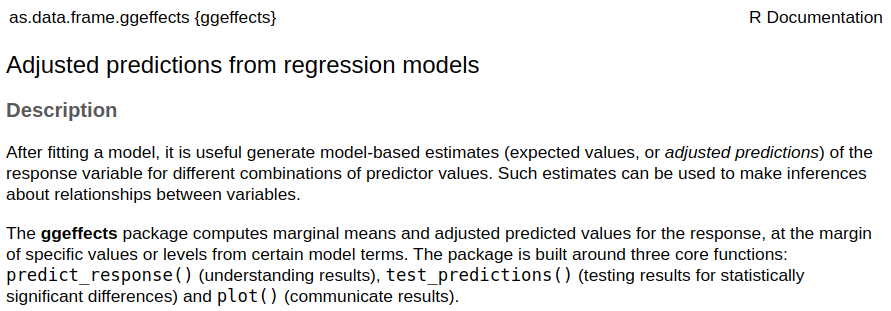 as.data.frame.ggeffects {ggeffects} R Documentation
Adjusted predictions from regression models
Description
After fitting a model, it is useful generate model-based estimates (expected values, or adjusted predictions) of the
response variable for different combinations of predictor values. Such estimates can be used to make inferences
about relationships between variables.
The ggeffects package computes marginal means and adjusted predicted values for the response, at the margin
of specific values or levels from certain model terms. The package is built around three core functions:
predict_response() (understanding results), test_predictions() (testing results for statistically
significant differences) and plot() (communicate results).